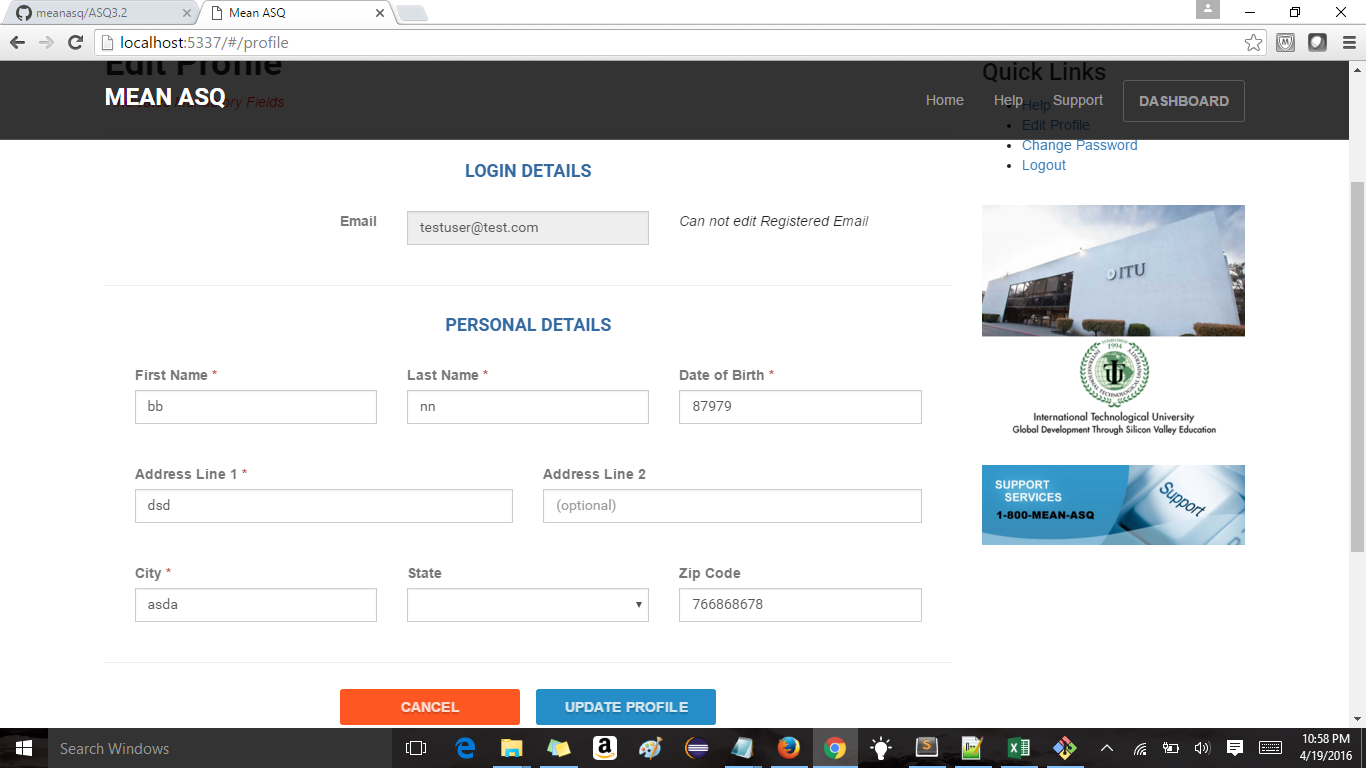 meanasq/ASQ3.2
Mean ASQ
localhost:5337/#/profile
Edit Profile
MEAN ASQ
ory Fields
Home
Help
Support
DASHBOARD
Quick Links
Help
Edit Profile
Change Password
Logout
LOGIN DETAILS
Email
testuser@test.com
Can not edit Registered Email
PERSONAL DETAILS
First Name *
Last Name *
Date of Birth *
bb
nn
87979
Address Line 1 *
Address Line 2
dsd
(optional)
City *
State
Zip Code
asda
766868678
CANCEL
UPDATE PROFILE
ITU
1994
International Technological University
Global Development Through Silicon Valley Education
SUPPORT
SERVICES
1-800-MEAN-ASQ
Support
Search Windows
10:58 PM
4/19/2016